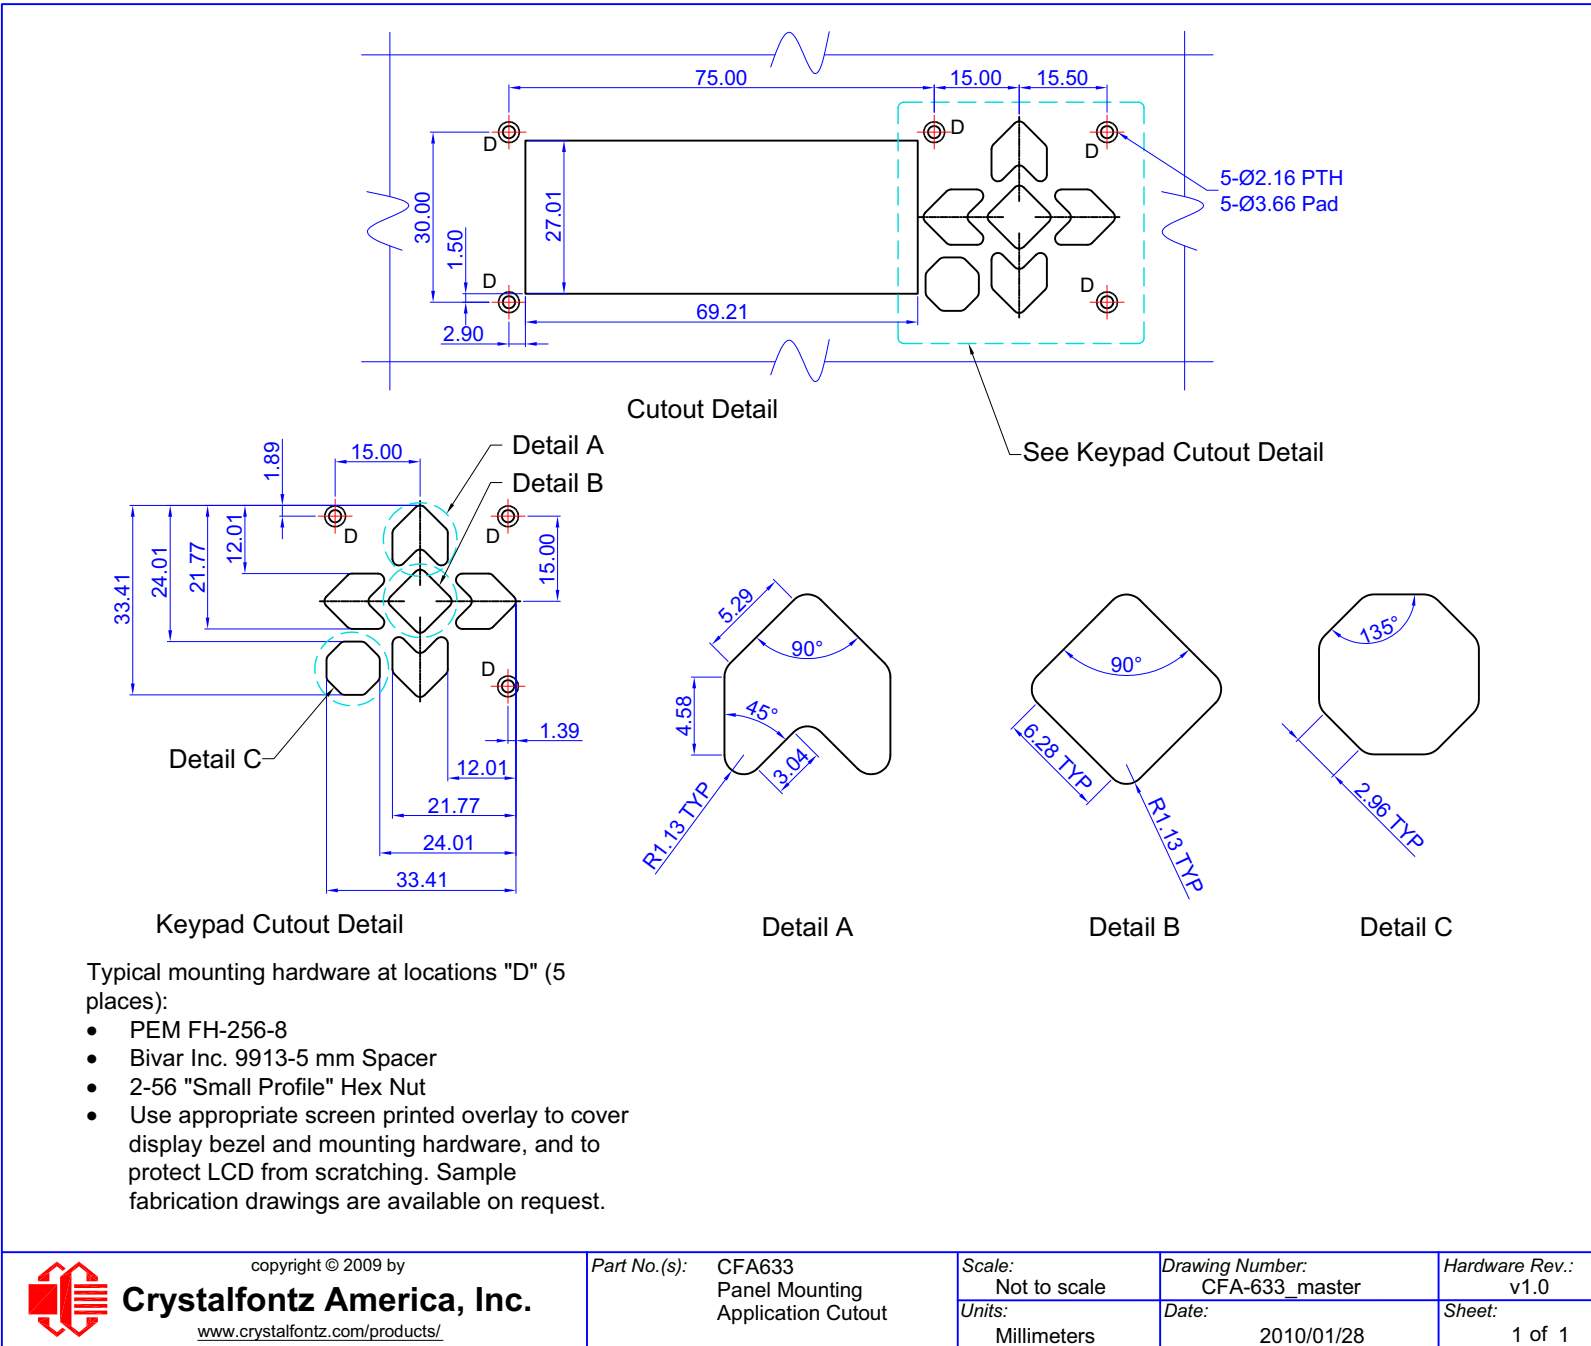 75.00
15.00
15.50
D
D
D
D
D
5-Ø2.16 PTH
5-Ø3.66 Pad
30.00
1.50
27.01
69.21
2.90
Cutout Detail
See Keypad Cutout Detail
1.89
15.00
Detail A
Detail B
D
D
D
33.41
24.01
21.77
12.01
15.00
1.39
12.01
21.77
24.01
33.41
Detail C
Keypad Cutout Detail
5.29
90°
4.58
45°
3.04
R1.13 TYP
Detail A
90°
6.28 TYP
R1.13 TYP
Detail B
135°
2.96 TYP
Detail C
Typical mounting hardware at locations "D" (5
places):
• PEM FH-256-8
• Bivar Inc. 9913-5 mm Spacer
• 2-56 "Small Profile" Hex Nut
• Use appropriate screen printed overlay to cover
display bezel and mounting hardware, and to
protect LCD from scratching. Sample
fabrication drawings are available on request.
copyright © 2009 by
Crystalfontz America, Inc.
www.crystalfontz.com/products/
Part No.(s): CFA633
Panel Mounting
Application Cutout
Scale:
Not to scale
Units:
Millimeters
Drawing Number:
CFA-633_master
Date:
2010/01/28
Hardware Rev.:
v1.0
Sheet:
1 of 1